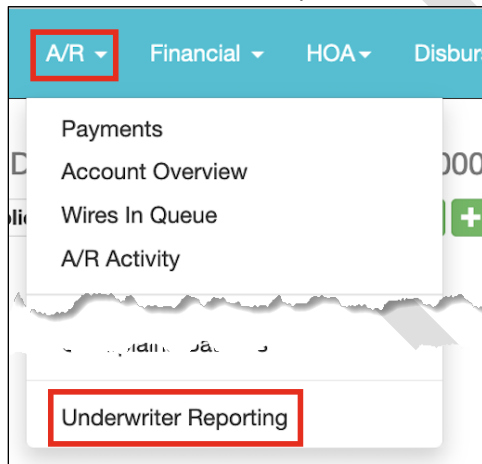 A/R Financial HOA Disburs
Payments
Account Overview
Wires In Queue
A/R Activity
Underwriter Reporting